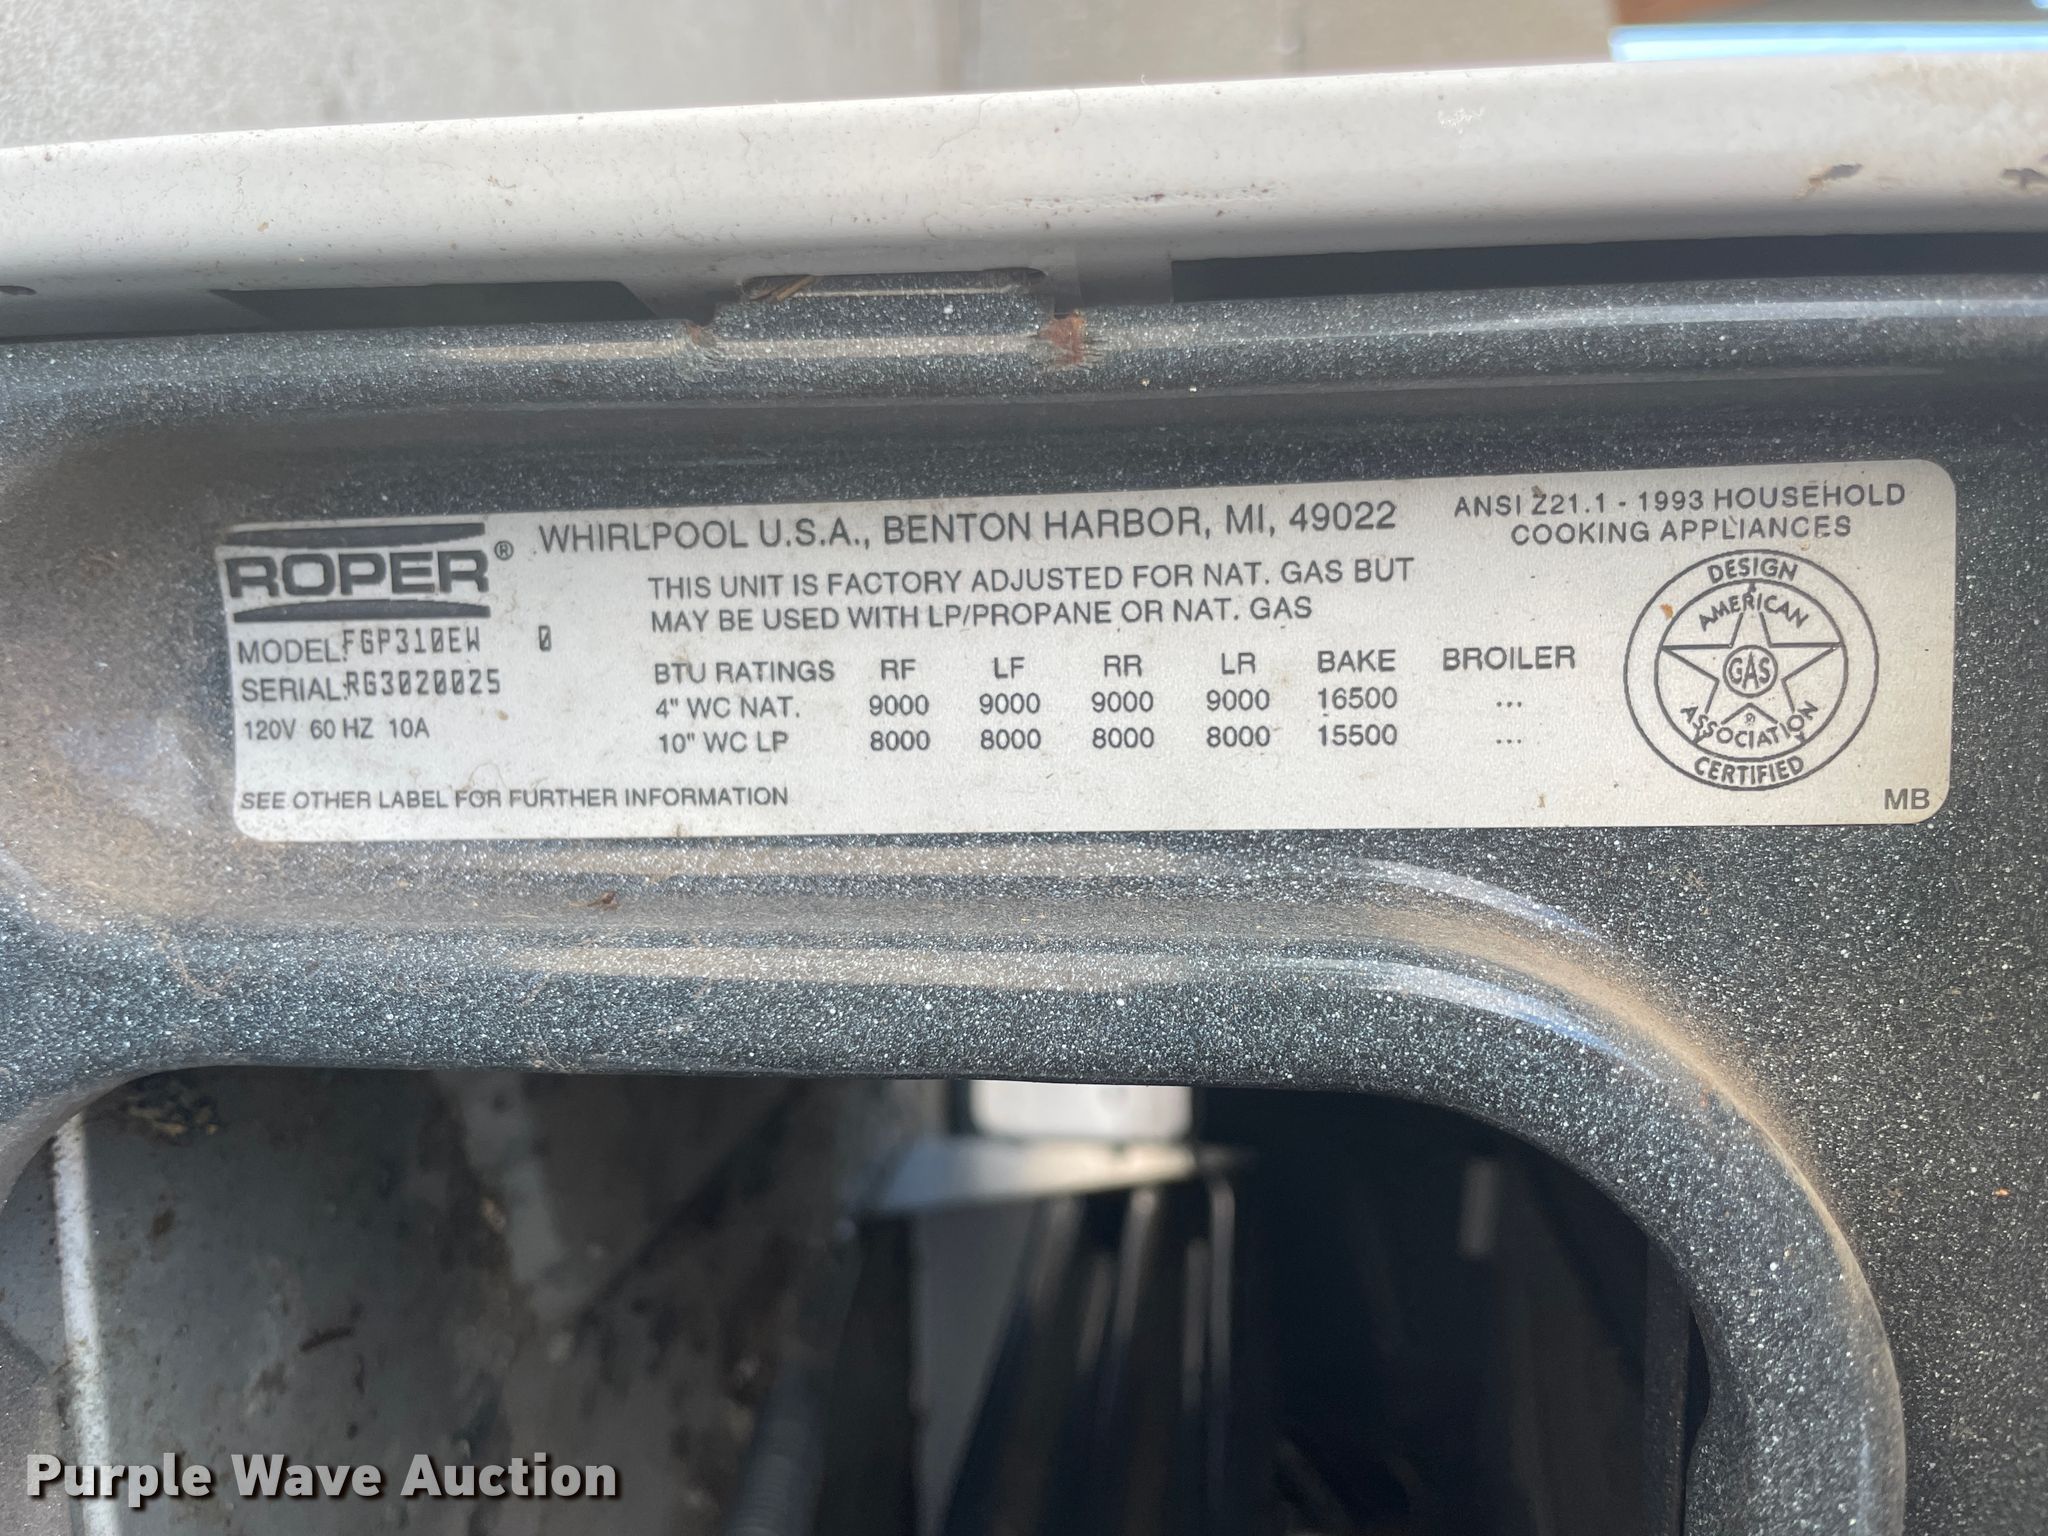 ROPER®
WHIRLPOOL U.S.A., BENTON HARBOR, MI, 49022
ANSI Z21.1 - 1993 HOUSEHOLD
COOKING APPLIANCES
THIS UNIT IS FACTORY ADJUSTED FOR NAT. GAS BUT
MAY BE USED WITH LP/PROPANE OR NAT. GAS
MODEL: FGP310EW 0
SERIAL: RG3020025
120V 60 HZ 10A
BTU RATINGS RF LF RR LR BAKE BROILER
4" WC NAT. 9000 9000 9000 9000 16500 ...
10" WC LP 8000 8000 8000 8000 15500 ...
SEE OTHER LABEL FOR FURTHER INFORMATION
DESIGN
AMERICAN
GAS
ASSOCIATION
®
CERTIFIED
MB
Purple Wave Auction